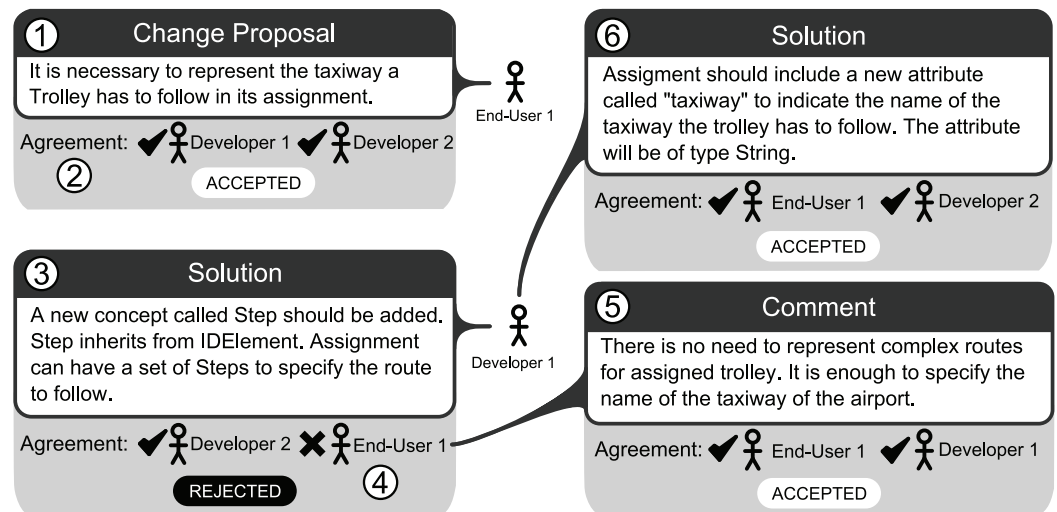 ① Change Proposal
It is necessary to represent the taxiway a
Trolley has to follow in its assignment.
Agreement: Developer 1 Developer 2
②
ACCEPTED
End-User 1
③ Solution
A new concept called Step should be added.
Step inherits from IDElement. Assignment
can have a set of Steps to specify the route
to follow.
Agreement: Developer 2 End-User 1
④
REJECTED
Developer 1
⑥ Solution
Assigment should include a new attribute
called "taxiway" to indicate the name of the
taxiway the trolley has to follow. The attribute
will be of type String.
Agreement: End-User 1 Developer 2
ACCEPTED
⑤ Comment
There is no need to represent complex routes
for assigned trolley. It is enough to specify the
name of the taxiway of the airport.
Agreement: End-User 1 Developer 1
ACCEPTED